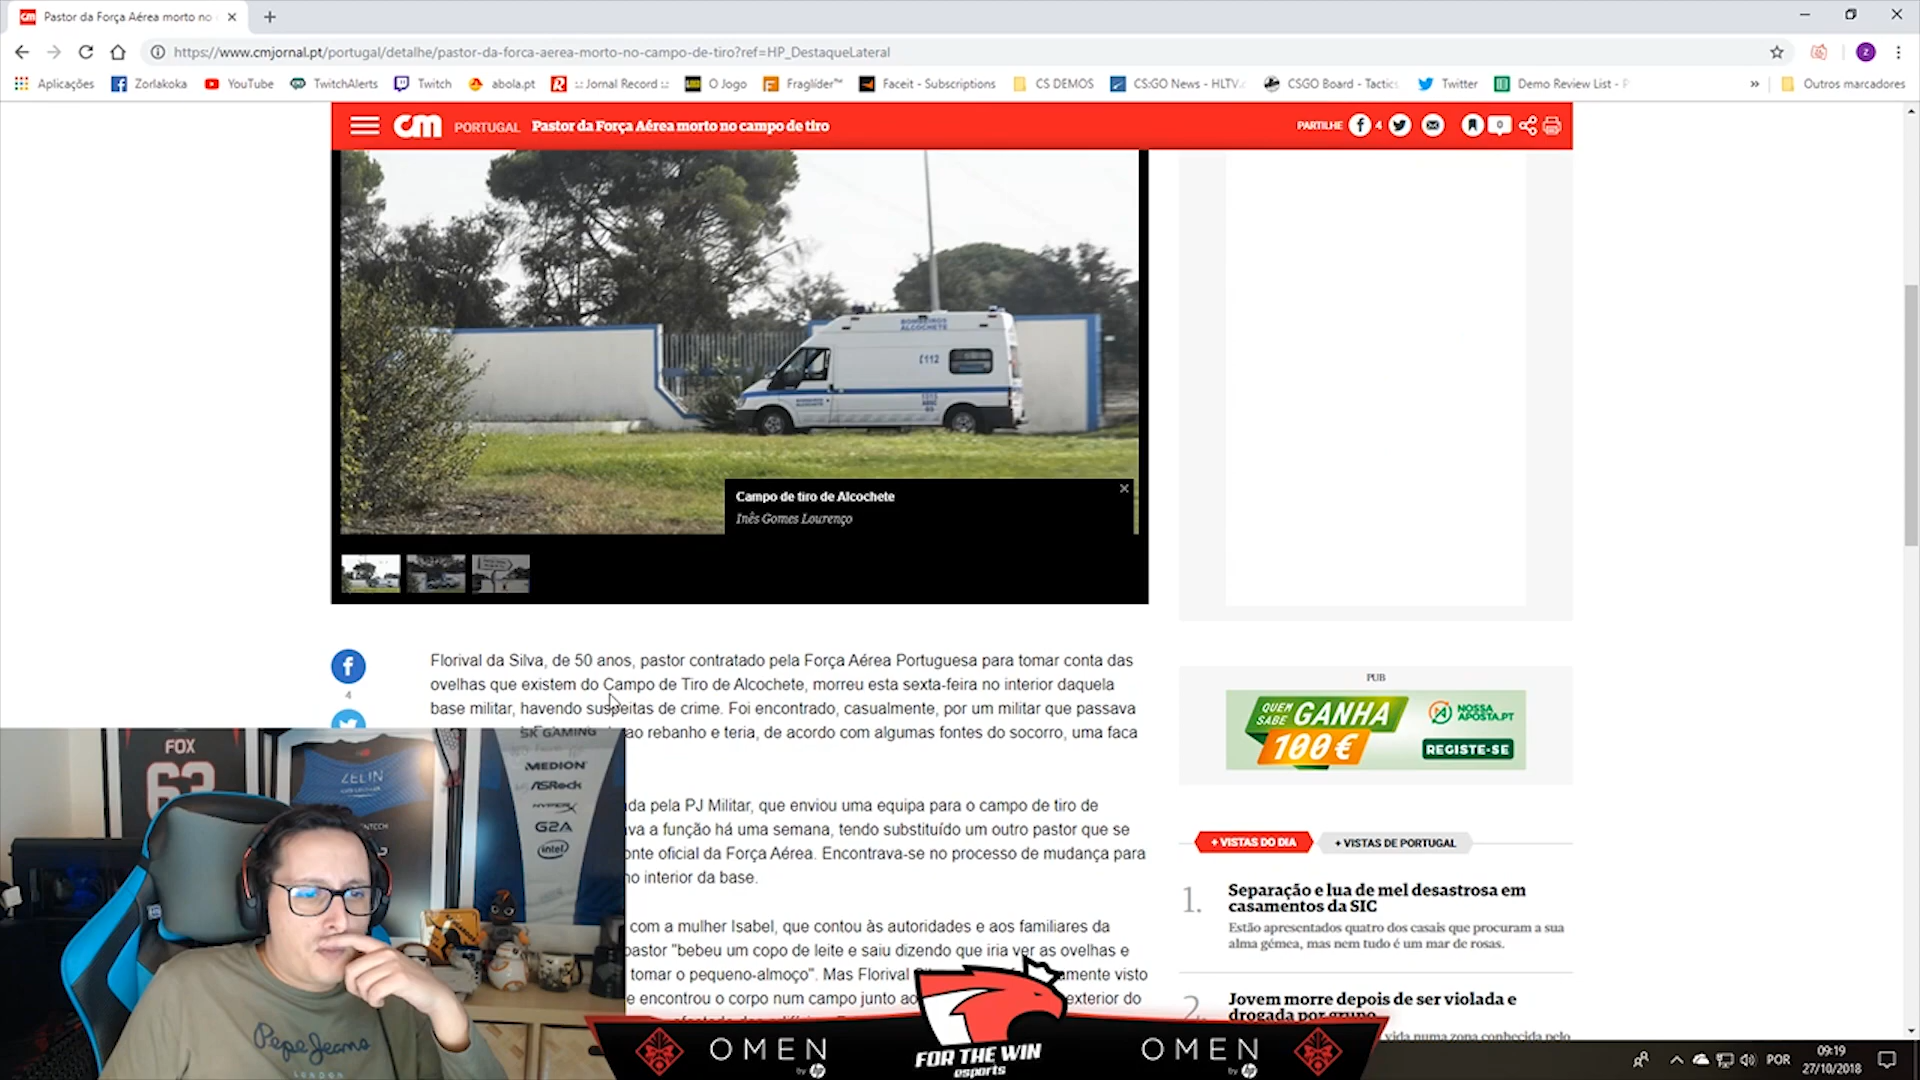 Pastor da Força Aérea morto no
https://www.cmjornal.pt/portugal/detalhe/pastor-da-forca-aerea-morto-no-campo-de-tiro?ref=HP_DestaqueLateral
Aplicações Zorlakoka YouTube TwitchAlerts Twitch abola.pt ::Jornal Record :: O Jogo Fraglíder™ Faceit - Subscriptions CS DEMOS CS:GO News - HLTV. CSGO Board - Tactics Twitter Demo Review List - Outros marcadores
cm PORTUGAL Pastor da Força Aérea morto no campo de tiro PARTILHE 4 0
BOMBEIROS
ALCOCHETE
112
Campo de tiro de Alcochete
Inês Gomes Lourenço
4
Florival da Silva, de 50 anos, pastor contratado pela Força Aérea Portuguesa para tomar conta das
ovelhas que existem do Campo de Tiro de Alcochete, morreu esta sexta-feira no interior daquela
base militar, havendo suspeitas de crime. Foi encontrado, casualmente, por um militar que passava
ao rebanho e teria, de acordo com algumas fontes do socorro, uma faca
da pela PJ Militar, que enviou uma equipa para o campo de tiro de
va a função há uma semana, tendo substituído um outro pastor que se
onte oficial da Força Aérea. Encontrava-se no processo de mudança para
no interior da base.
com a mulher Isabel, que contou às autoridades e aos familiares da
pastor "bebeu um copo de leite e saiu dizendo que iria ver as ovelhas e
tomar o pequeno-almoço". Mas Florival amente visto
e encontrou o corpo num campo junto ao exterior do
PUB
QUEM SABE GANHA 100€
NOSSA APOSTA.PT
REGISTE-SE
+ VISTAS DO DIA + VISTAS DE PORTUGAL
1. Separação e lua de mel desastrosa em
casamentos da SIC
Estão apresentados quatro dos casais que procuram a sua
alma gémea, mas nem tudo é um mar de rosas.
2. Jovem morre depois de ser violada e
drogada por grupo
vida numa zona conhecida pelo
FOX
63
ZELIN
SK GAMING
MEDION
ASRock
HYPERX
G2A
intel
Pepe Jeans
LONDON
OMEN
by hp
FOR THE WIN
esports
OMEN
by hp
POR
09:19
27/10/2018